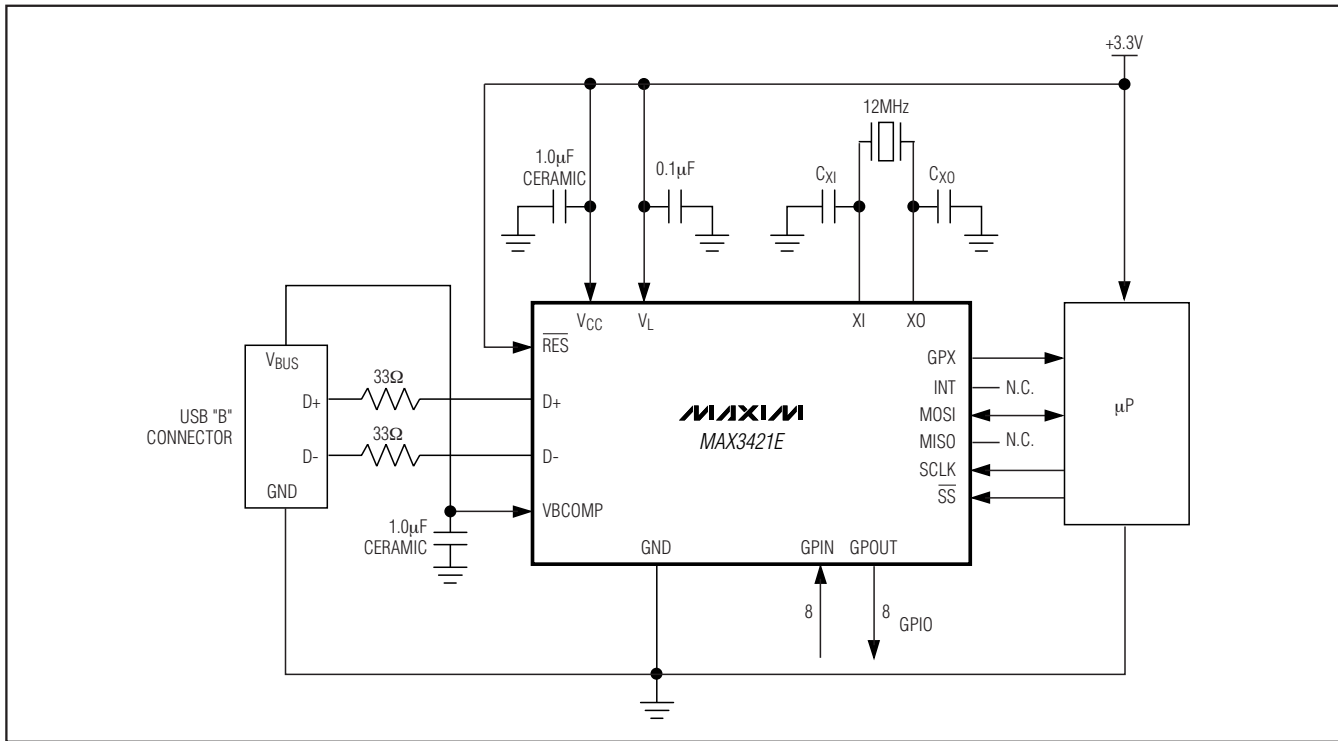 +3.3V
12MHz
1.0μF
CERAMIC
0.1μF
CXI
CXO
VCC
VL
XI
XO
RES
VBUS
D+
D-
GND
USB "B"
CONNECTOR
33Ω
33Ω
D+
D-
VBCOMP
1.0μF
CERAMIC
MAXIM
MAX3421E
GPX
INT
N.C.
MOSI
MISO
N.C.
SCLK
SS
μP
GND
GPIN
GPOUT
8
8
GPIO